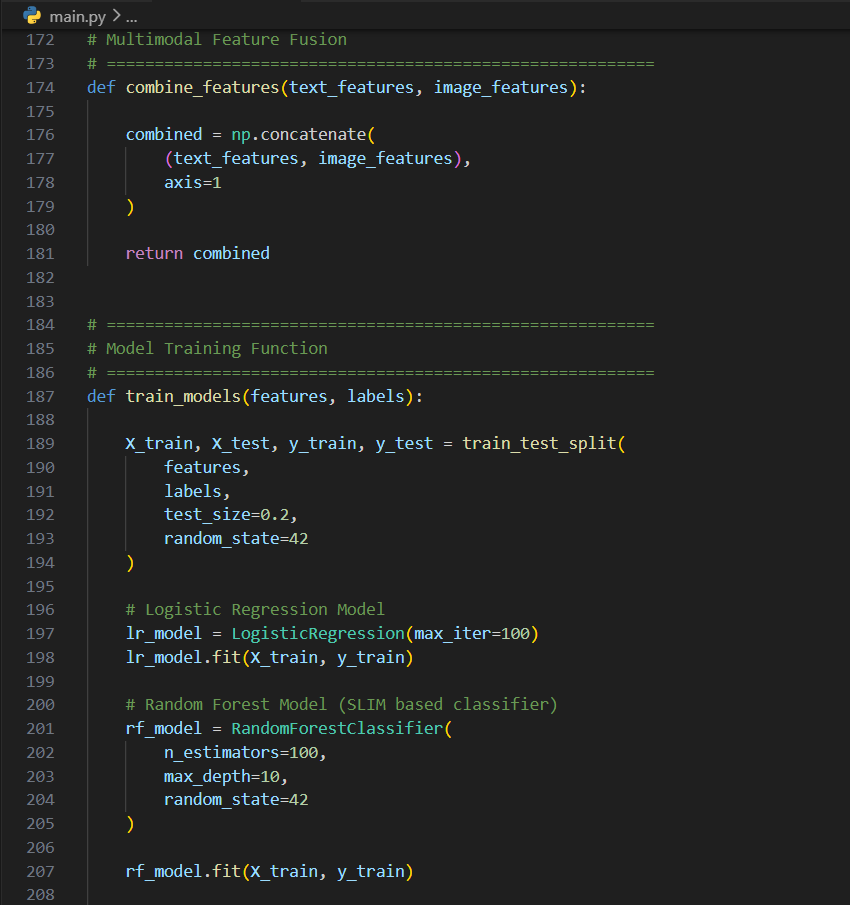 main.py > ...
172 # Multimodal Feature Fusion
173 # =========================================================
174 def combine_features(text_features, image_features):
175
176     combined = np.concatenate(
177         (text_features, image_features),
178         axis=1
179     )
180
181     return combined
182
183
184 # =========================================================
185 # Model Training Function
186 # =========================================================
187 def train_models(features, labels):
188
189     X_train, X_test, y_train, y_test = train_test_split(
190         features,
191         labels,
192         test_size=0.2,
193         random_state=42
194     )
195
196     # Logistic Regression Model
197     lr_model = LogisticRegression(max_iter=100)
198     lr_model.fit(X_train, y_train)
199
200     # Random Forest Model (SLIM based classifier)
201     rf_model = RandomForestClassifier(
202         n_estimators=100,
203         max_depth=10,
204         random_state=42
205     )
206
207     rf_model.fit(X_train, y_train)
208